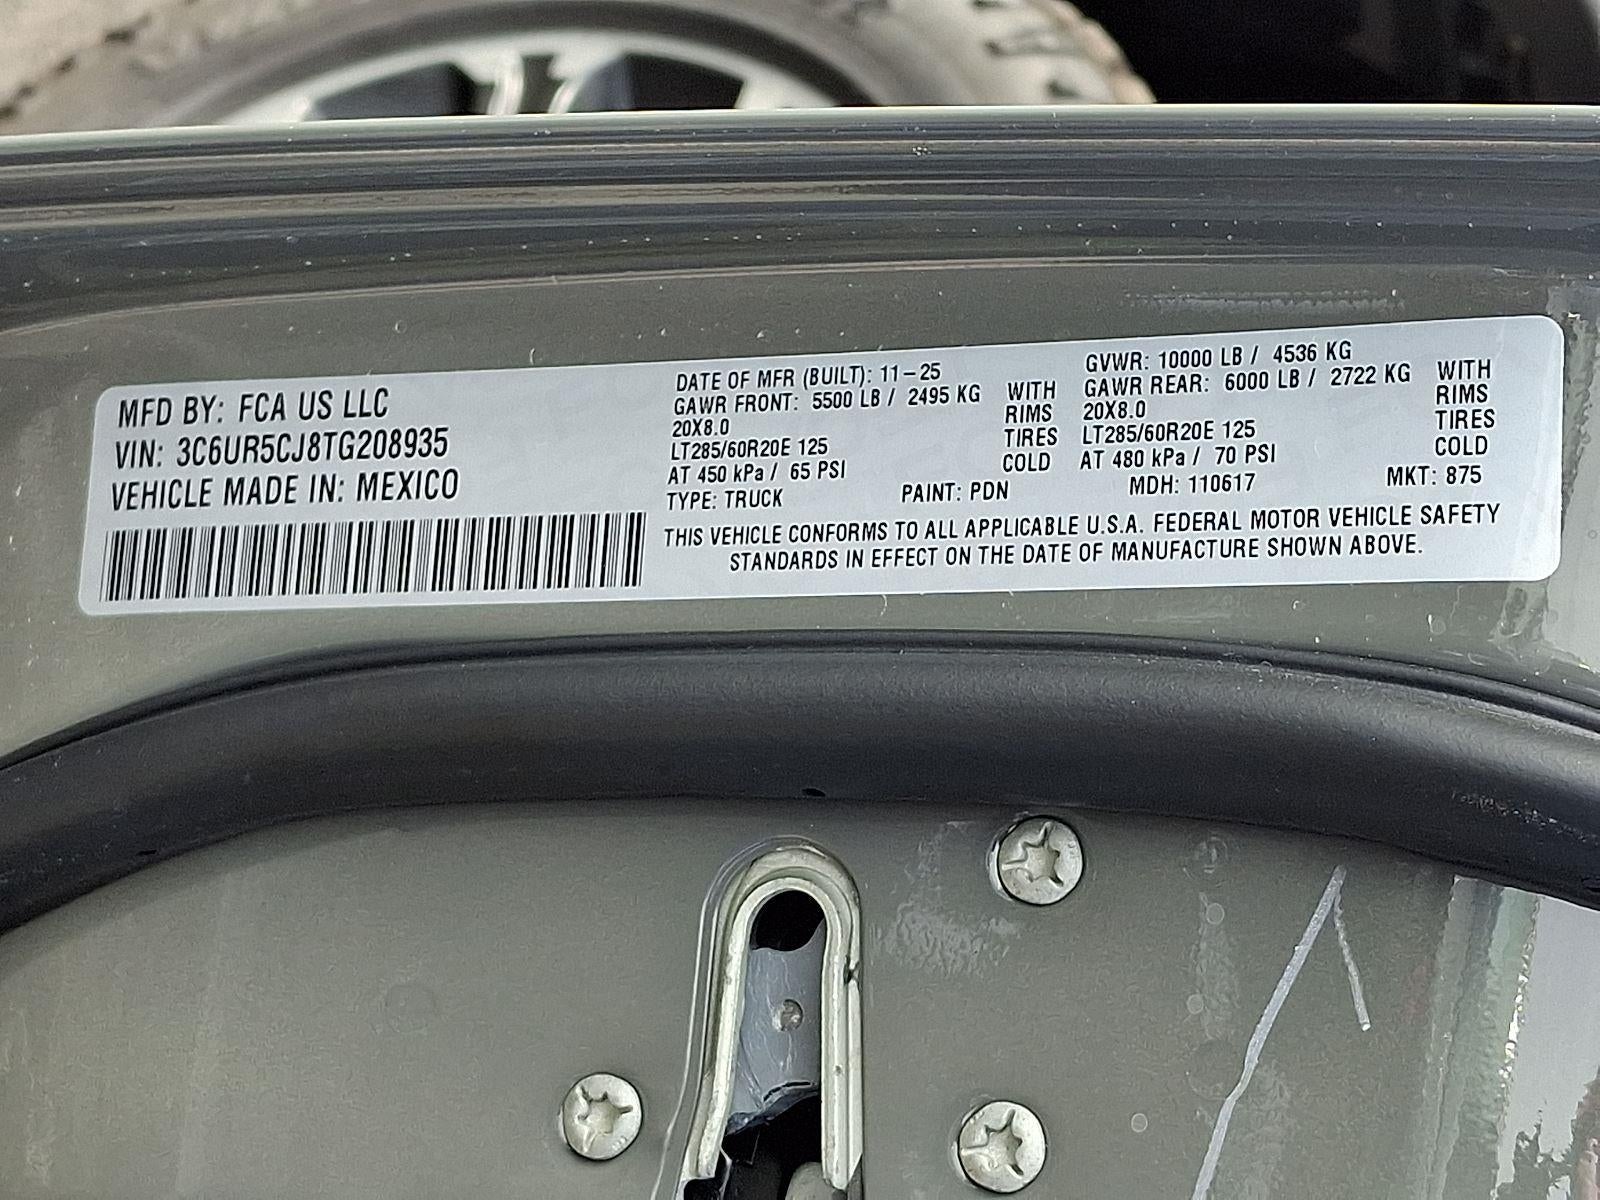 MFD BY: FCA US LLC
VIN: 3C6UR5CJ8TG208935
VEHICLE MADE IN: MEXICO
DATE OF MFR (BUILT): 11-25
GAWR FRONT: 5500 LB / 2495 KG
20X8.0
LT285/60R20E 125
AT 450 kPa / 65 PSI
WITH
RIMS
TIRES
COLD
GVWR: 10000 LB / 4536 KG
GAWR REAR: 6000 LB / 2722 KG
20X8.0
LT285/60R20E 125
AT 480 kPa / 70 PSI
WITH
RIMS
TIRES
COLD
TYPE: TRUCK PAINT: PDN MDH: 110617 MKT: 875
THIS VEHICLE CONFORMS TO ALL APPLICABLE U.S.A. FEDERAL MOTOR VEHICLE SAFETY
STANDARDS IN EFFECT ON THE DATE OF MANUFACTURE SHOWN ABOVE.